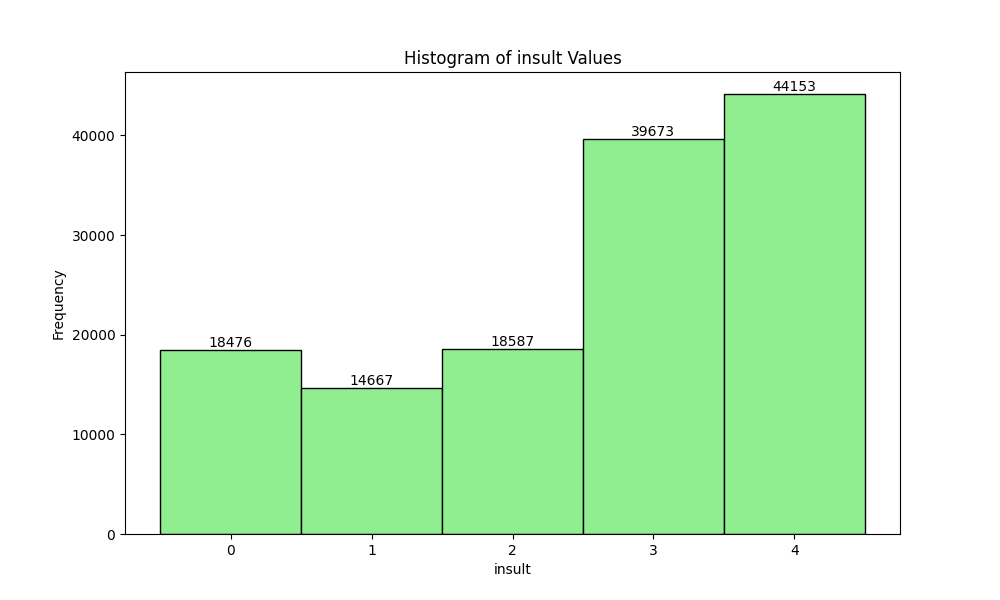 Histogram of insult Values
44153
39673
18587
18476
14667
40000
30000
20000
10000
0
Frequency
0 1 2 3 4
insult